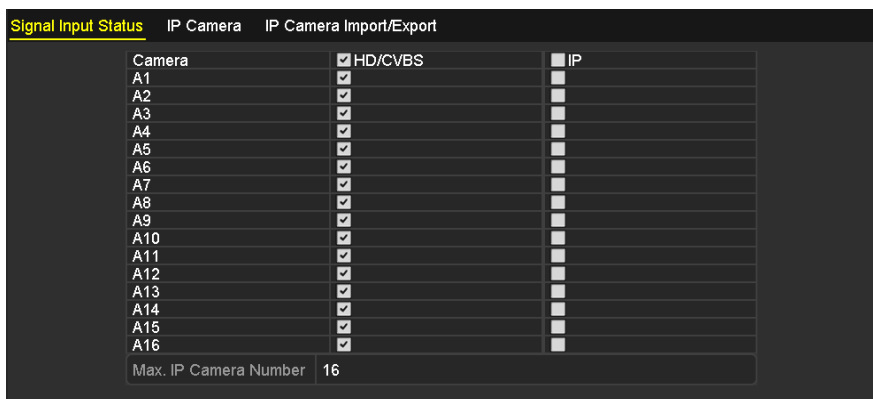 Signal Input Status IP Camera IP Camera Import/Export
Camera HD/CVBS IP
A1
A2
A3
A4
A5
A6
A7
A8
A9
A10
A11
A12
A13
A14
A15
A16
Max. IP Camera Number 16